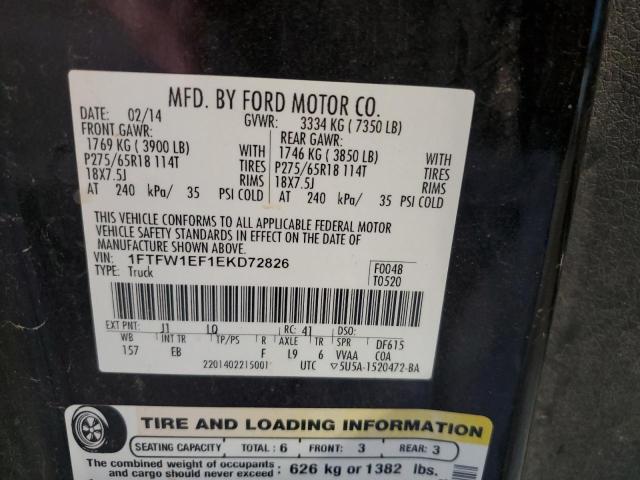 MFD. BY FORD MOTOR CO.
DATE: 02/14 GVWR: 3334 KG ( 7350 LB)
FRONT GAWR: REAR GAWR:
1769 KG ( 3900 LB) WITH 1746 KG ( 3850 LB) WITH
P275/65R18 114T TIRES P275/65R18 114T TIRES
18X7.5J RIMS 18X7.5J RIMS
AT 240 kPa/ 35 PSI COLD AT 240 kPa/ 35 PSI COLD
THIS VEHICLE CONFORMS TO ALL APPLICABLE FEDERAL MOTOR
VEHICLE SAFETY STANDARDS IN EFFECT ON THE DATE OF
MANUFACTURE SHOWN ABOVE.
VIN: 1FTFW1EF1EKD72826 F0048
TYPE: Truck T0520
EXT PNT: J1 LQ RC: 41 DSO:
WB INT TR TP/PS R AXLE TR SPR DF615
157 EB F L9 6 VVAA COA
2201402215001 UTC ▽5U5A-1520472-BA
TIRE AND LOADING INFORMATION
SEATING CAPACITY TOTAL: 6 FRONT: 3 REAR: 3
The combined weight of occupants
and cargo should never exceed 626 kg or 1382 lbs.